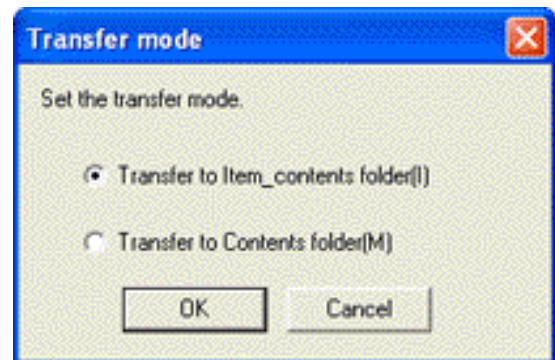 Transfer mode
Set the transfer mode.
Transfer to Item_contents folder(I)
Transfer to Contents folder(M)
OK Cancel